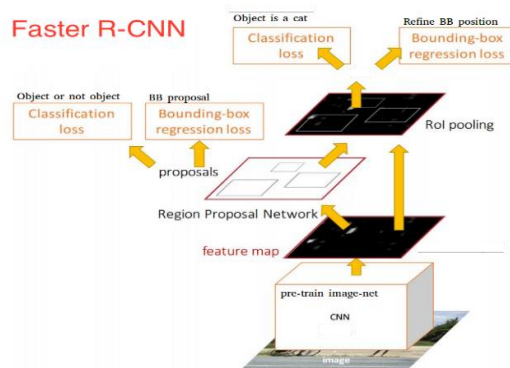 Faster R-CNN
Object is a cat
Refine BB position
Classification
loss
Bounding-box
regression loss
Object or not object
BB proposal
Classification
loss
Bounding-box
regression loss
RoI pooling
proposals
Region Proposal Network
feature map
pre-train image-net
CNN
image